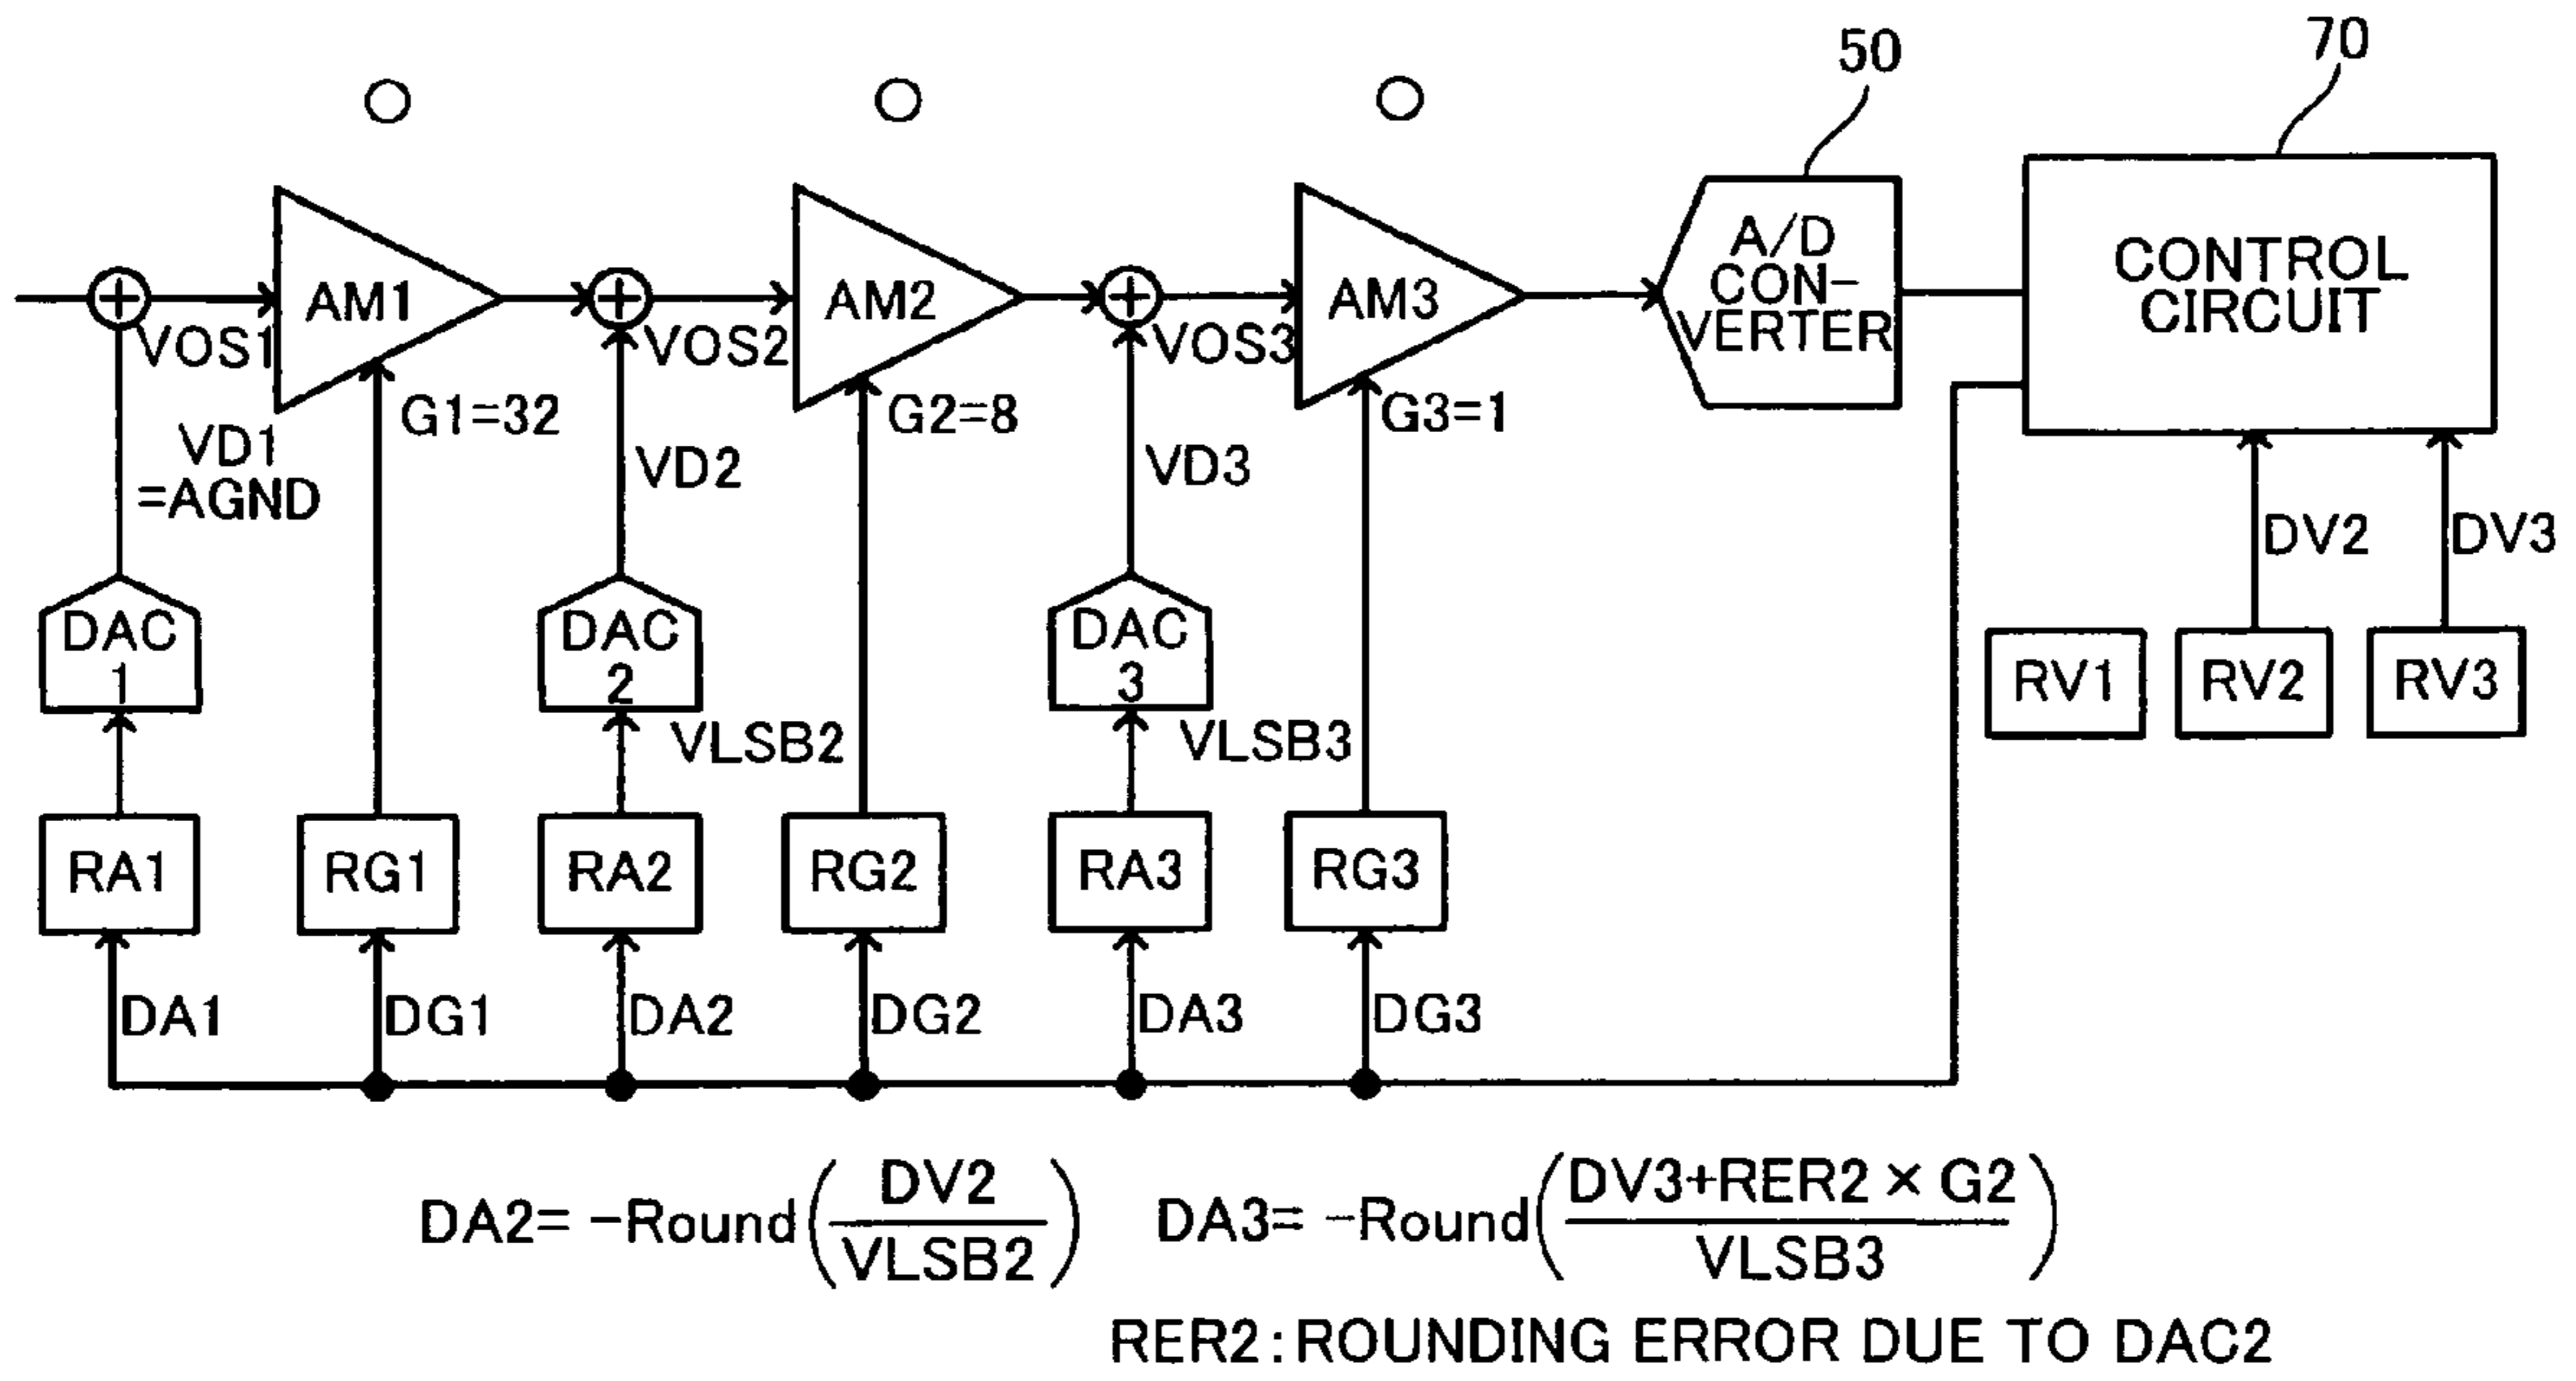 50
70
AM1
AM2
AM3
A/D
CON-
VERTER
CONTROL
CIRCUIT
VOS1
VOS2
VOS3
G1=32
G2=8
G3=1
VD1
=AGND
VD2
VD3
DV2
DV3
DAC
1
DAC
2
DAC
3
VLSB2
VLSB3
RV1
RV2
RV3
RA1
RG1
RA2
RG2
RA3
RG3
DA1
DG1
DA2
DG2
DA3
DG3
DA2= -Round(DV2/VLSB2) DA3= -Round(DV3+RER2×G2/VLSB3)
RER2:ROUNDING ERROR DUE TO DAC2